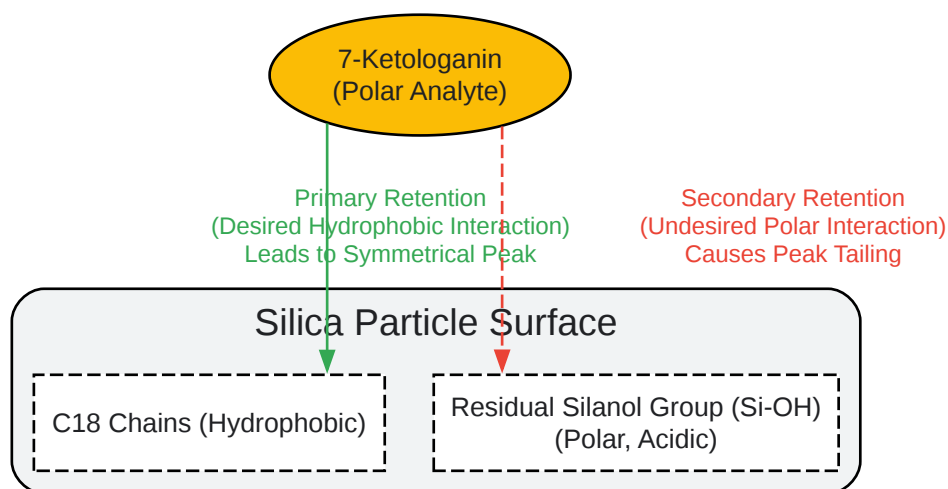 7-Ketologanin
(Polar Analyte)
Primary Retention
(Desired Hydrophobic Interaction)
Leads to Symmetrical Peak
Secondary Retention
(Undesired Polar Interaction)
Causes Peak Tailing
Silica Particle Surface
C18 Chains (Hydrophobic)
Residual Silanol Group (Si-OH)
(Polar, Acidic)